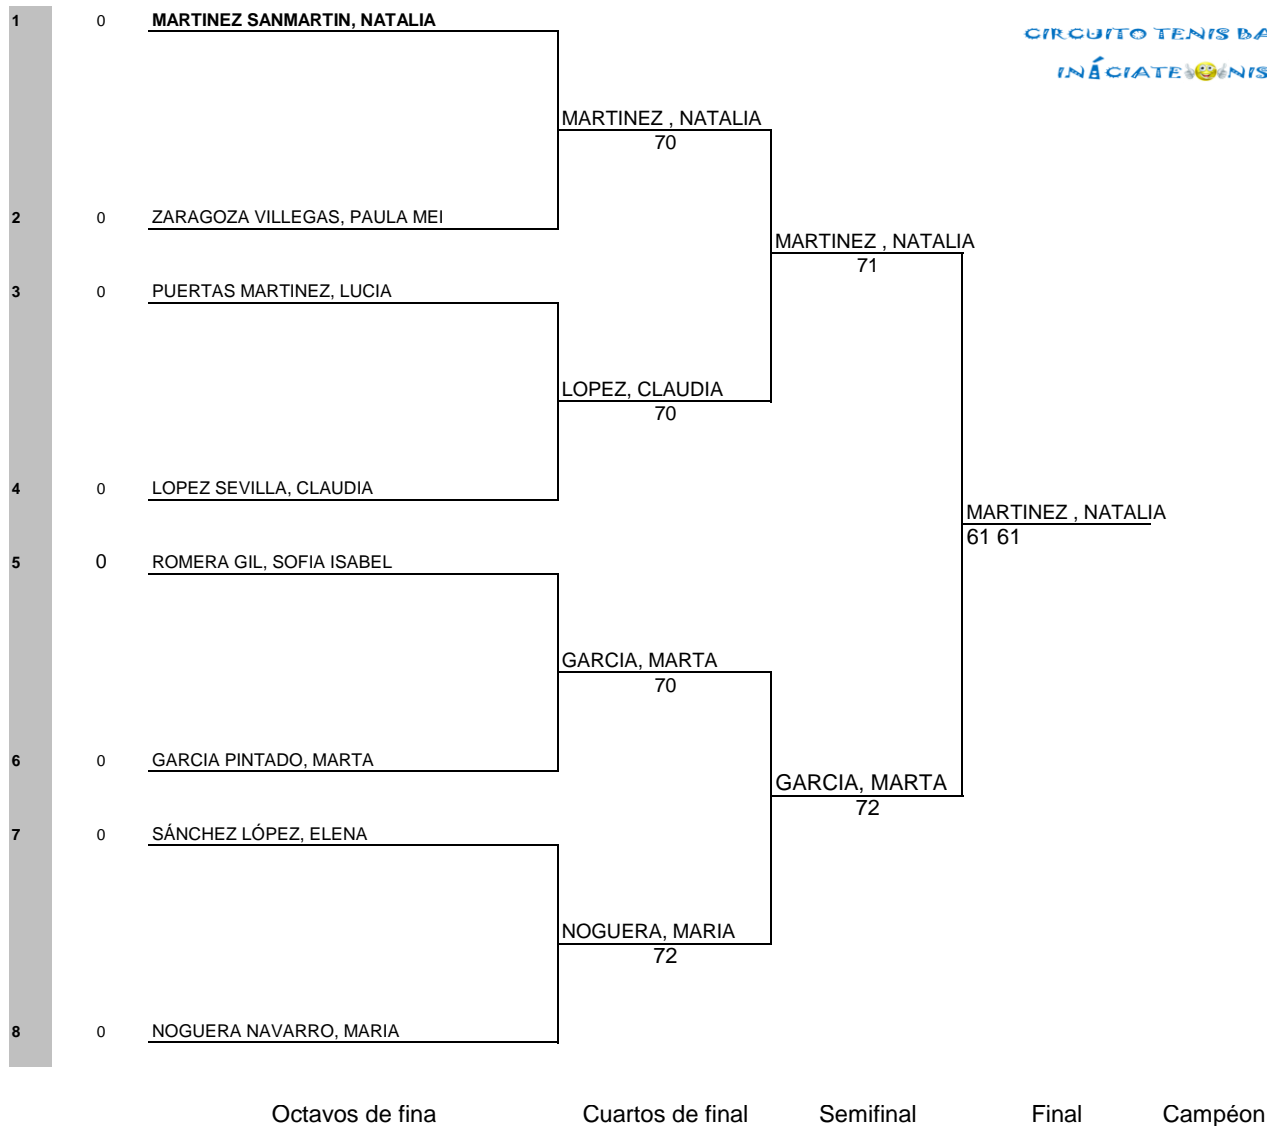 1 0 MARTINEZ SANMARTIN, NATALIA
CIRCUITO TENIS BA
INÁCIATE NIS
MARTINEZ , NATALIA
70
2 0 ZARAGOZA VILLEGAS, PAULA MEI
MARTINEZ , NATALIA
71
3 0 PUERTAS MARTINEZ, LUCIA
LOPEZ, CLAUDIA
70
4 0 LOPEZ SEVILLA, CLAUDIA
MARTINEZ , NATALIA
61 61
5 0 ROMERA GIL, SOFIA ISABEL
GARCIA, MARTA
70
6 0 GARCIA PINTADO, MARTA
GARCIA, MARTA
72
7 0 SÁNCHEZ LÓPEZ, ELENA
NOGUERA, MARIA
72
8 0 NOGUERA NAVARRO, MARIA
Octavos de fina Cuartos de final Semifinal Final Campéon